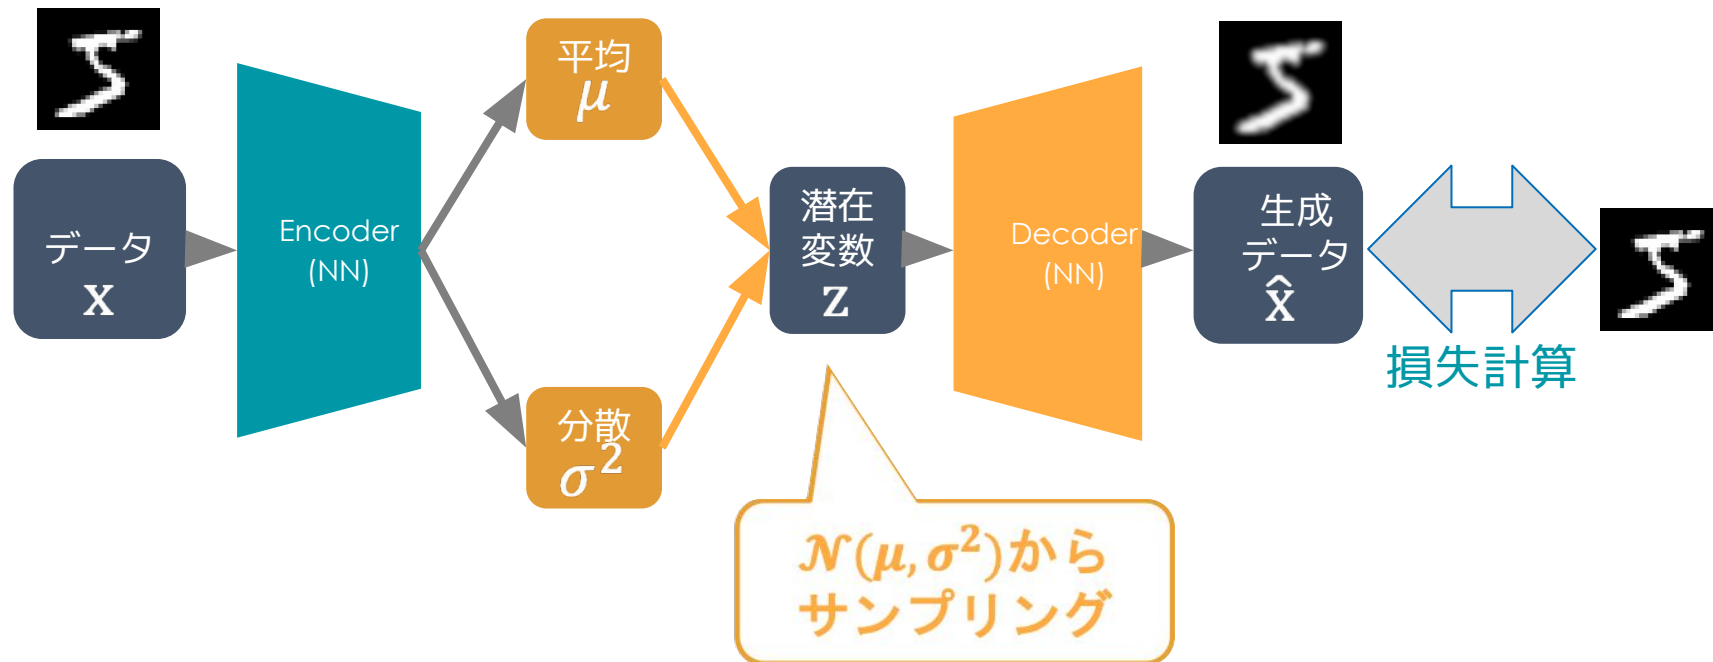 データ
x
Encoder
(NN)
平均
μ
分散
σ²
潜在
変数
z
Decoder
(NN)
生成
データ
x̂
損失計算
𝒩(μ, σ²)から
サンプリング